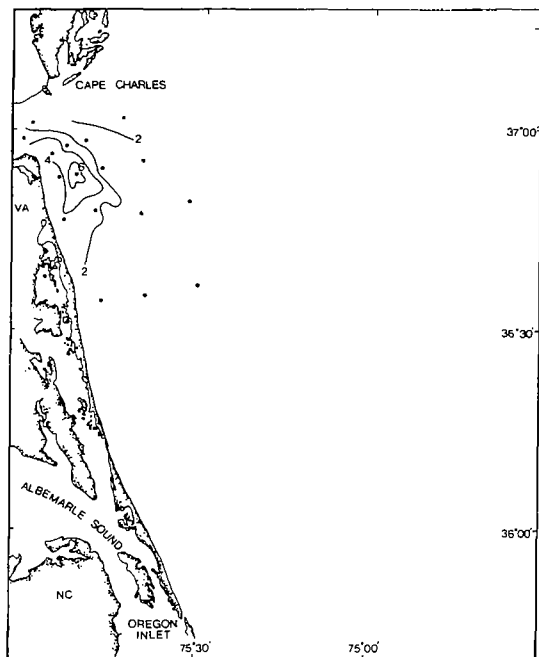 CAPE CHARLES
37°00'
2
4
6
VA
2
36°30'
ALBEMARLE SOUND
36°00'
NC
OREGON
INLET
75°30'
75°00'